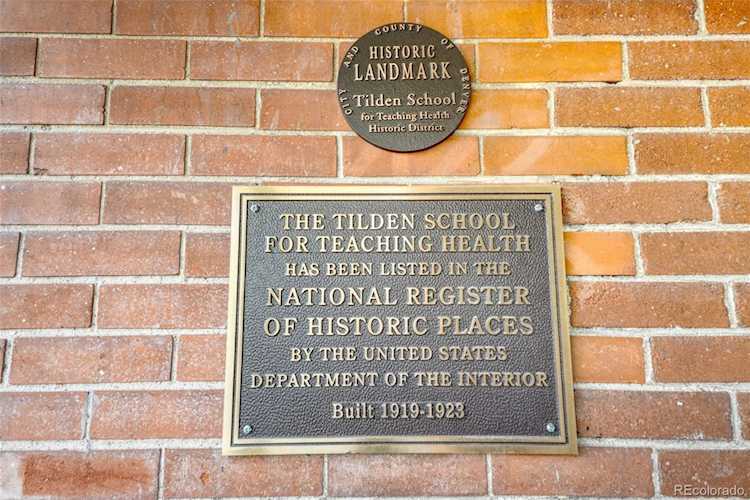 CITY AND COUNTY OF DENVER
HISTORIC
LANDMARK
Tilden School
for Teaching Health
Historic District
THE TILDEN SCHOOL
FOR TEACHING HEALTH
HAS BEEN LISTED IN THE
NATIONAL REGISTER
OF HISTORIC PLACES
BY THE UNITED STATES
DEPARTMENT OF THE INTERIOR
Built 1919-1923
REcolorado